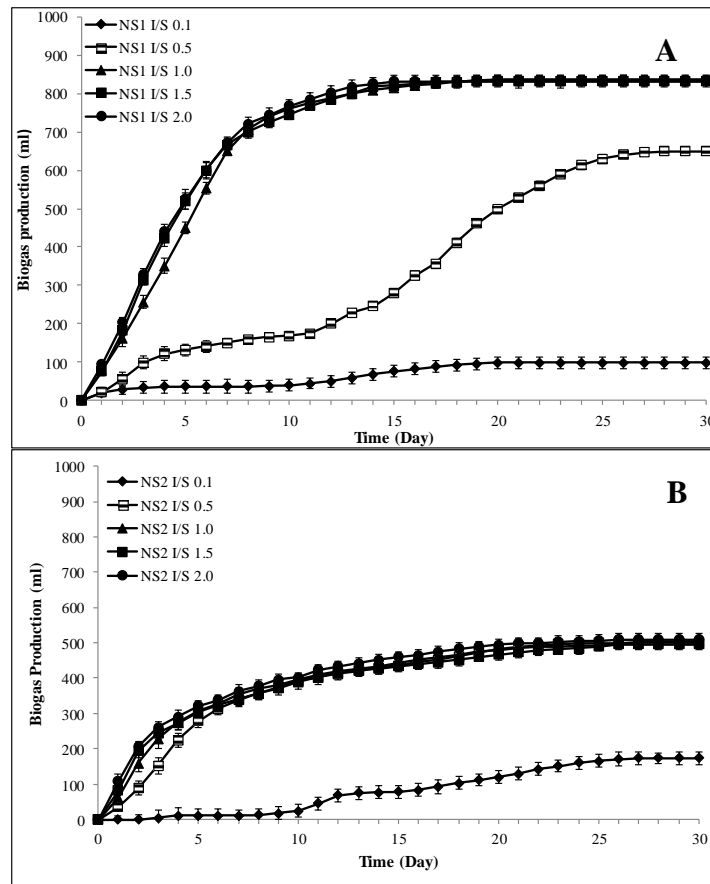 A
NS1 I/S 0.1
NS1 I/S 0.5
NS1 I/S 1.0
NS1 I/S 1.5
NS1 I/S 2.0
Biogas production (ml)
1000
900
800
700
600
500
400
300
200
100
0
0 5 10 15 20 25 30
Time (Day)
B
NS2 I/S 0.1
NS2 I/S 0.5
NS2 I/S 1.0
NS2 I/S 1.5
NS2 I/S 2.0
Biogas Production (ml)
1000
900
800
700
600
500
400
300
200
100
0
0 5 10 15 20 25 30
Time (Day)